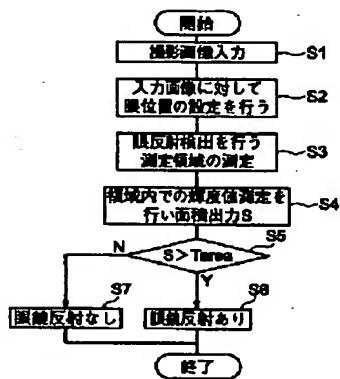 開始
撮影画像入力
S1
入力画像に対して
眼位置の設定を行う
S2
眼反射検出を行う
測定領域の測定
S3
領域内での輝度値測定を
行い面積出力S
S4
S5
S>Tarea
N
Y
S7
S6
眼鏡反射なし
眼鏡反射あり
終了